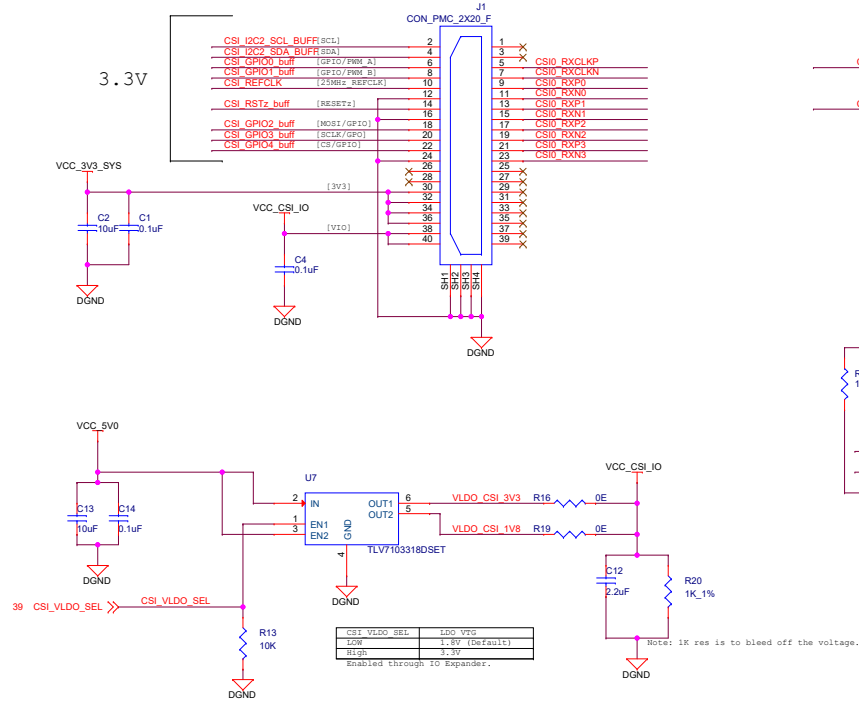 J1
CON_PMC_2X20_F
3.3V
CSI_I2C2_SCL_BUFF [SCL] 2 1
CSI_I2C2_SDA_BUFF [SDA] 4 3
CSI_GPIO0_buff [GPIO/PWM_A] 6 5 CSI0_RXCLKP
CSI_GPIO1_buff [GPIO/PWM_B] 8 7 CSI0_RXCLKN
CSI_REFCLK [25MHz_REFCLK] 10 9 CSI0_RXP0
12 11 CSI0_RXN0
CSI_RSTz_buff [RESETz] 14 13 CSI0_RXP1
16 15 CSI0_RXN1
CSI_GPIO2_buff [MOSI/GPIO] 18 17 CSI0_RXP2
CSI_GPIO3_buff [SCLK/GPO] 20 19 CSI0_RXN2
CSI_GPIO4_buff [CS/GPIO] 22 21 CSI0_RXP3
24 23 CSI0_RXN3
26 25
28 27
VCC_3V3_SYS
[3V3] 30 29
32 31
VCC_CSI_IO
34 33
36 35
[VIO] 38 37
40 39
C2 C1
10uF 0.1uF
C4
0.1uF
SH1 SH2 SH3 SH4
DGND
DGND
DGND
VCC_5V0
U7
VCC_CSI_IO
2 IN OUT1 6 VLDO_CSI_3V3 R16 0E
1 EN1 OUT2 5 VLDO_CSI_1V8 R19 0E
3 EN2 GND 4
TLV7103318DSET
C13 C14
10uF 0.1uF
DGND
DGND
C12
2.2uF
R20
1K_1%
39 CSI_VLDO_SEL CSI_VLDO_SEL
R13
10K
DGND
CSI_VLDO_SEL LDO VTG
LOW 1.8V (Default)
High 3.3V
Enabled through IO Expander.
Note: 1K res is to bleed off the voltage.
DGND